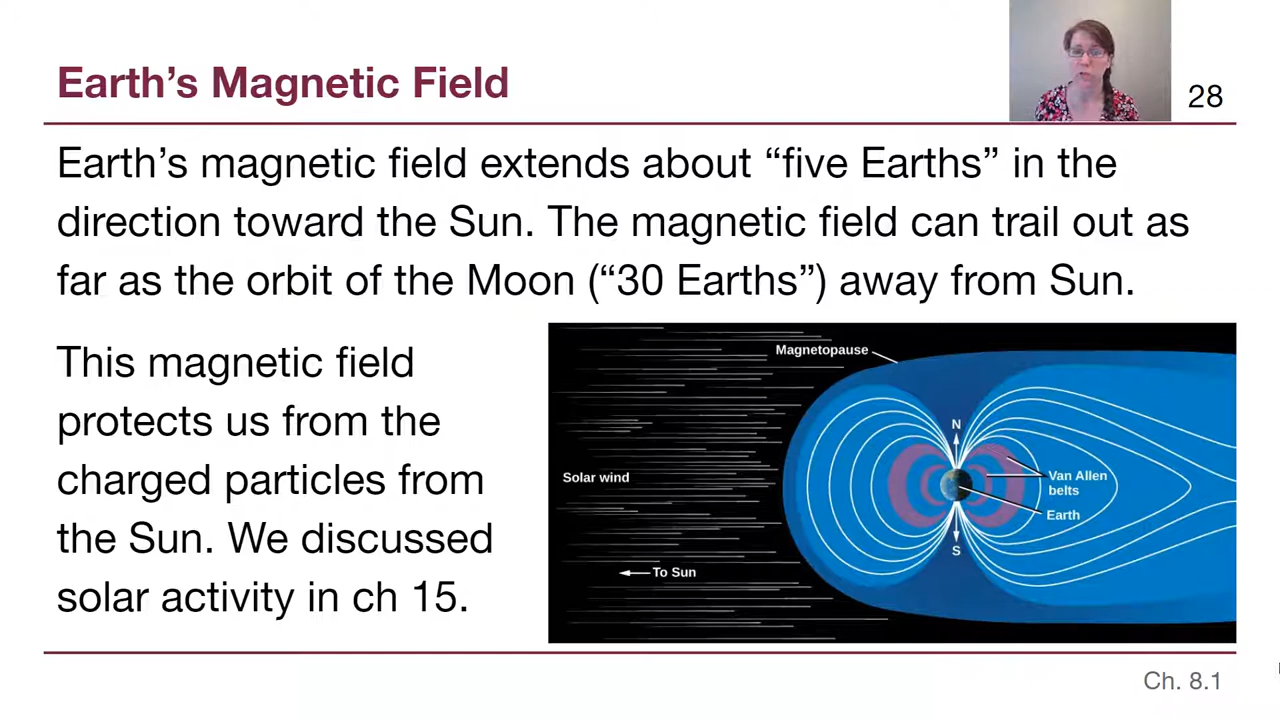 Earth’s Magnetic Field
28
Earth’s magnetic field extends about “five Earths” in the
direction toward the Sun. The magnetic field can trail out as
far as the orbit of the Moon (“30 Earths”) away from Sun.
This magnetic field
protects us from the
charged particles from
the Sun. We discussed
solar activity in ch 15.
Magnetopause
N
Solar wind
Van Allen
belts
Earth
S
To Sun
Ch. 8.1